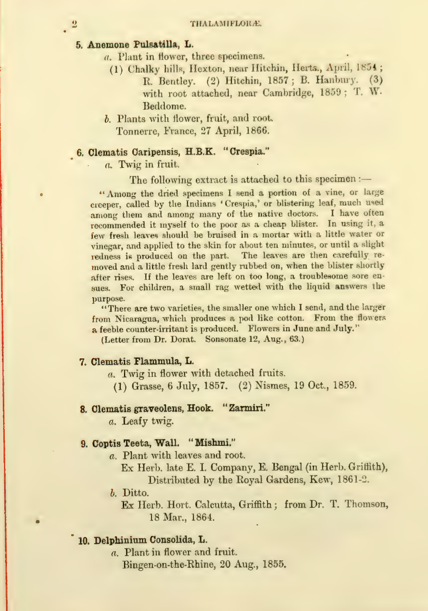 2
THALAMIFLORÆ.
5. Anemone Pulsatilla, L.
a. Plant in flower, three specimens.
(1) Chalky hills, Hoxton, near Hitchin, Herts., April, 1854 ;
R. Bentley. (2) Hitchin, 1857 ; B. Hanbury. (3)
with root attached, near Cambridge, 1859 ; T. W.
Beddome.
b. Plants with flower, fruit, and root.
Tonnerre, France, 27 April, 1866.
6. Clematis Caripensis, H.B.K. "Crespia."
a. Twig in fruit.
The following extract is attached to this specimen :—
"Among the dried specimens I send a portion of a vine, or large
creeper, called by the Indians 'Crespia,' or blistering leaf, much used
among them and among many of the native doctors. I have often
recommended it myself to the poor as a cheap blister. In using it, a
few fresh leaves should be bruised in a mortar with a little water or
vinegar, and applied to the skin for about ten minutes, or until a slight
redness is produced on the part. The leaves are then carefully re-
moved and a little fresh lard gently rubbed on, when the blister shortly
after rises. If the leaves are left on too long, a troublesome sore en-
sues. For children, a small rag wetted with the liquid answers the
purpose.
"There are two varieties, the smaller one which I send, and the larger
from Nicaragua, which produces a pod like cotton. From the flowers
a feeble counter-irritant is produced. Flowers in June and July."
(Letter from Dr. Dorat. Sonsonate 12, Aug., 63.)
7. Clematis Flammula, L.
a. Twig in flower with detached fruits.
(1) Grasse, 6 July, 1857. (2) Nismes, 19 Oct., 1859.
8. Clematis graveolens, Hook. "Zarmiri."
a. Leafy twig.
9. Coptis Teeta, Wall. "Mishmi."
a. Plant with leaves and root.
Ex Herb. late E. I. Company, E. Bengal (in Herb. Griffith),
Distributed by the Royal Gardens, Kew, 1861-2.
b. Ditto.
Ex Herb. Hort. Calcutta, Griffith ; from Dr. T. Thomson,
18 Mar., 1864.
10. Delphinium Consolida, L.
a. Plant in flower and fruit.
Bingen-on-the-Rhine, 20 Aug., 1855.